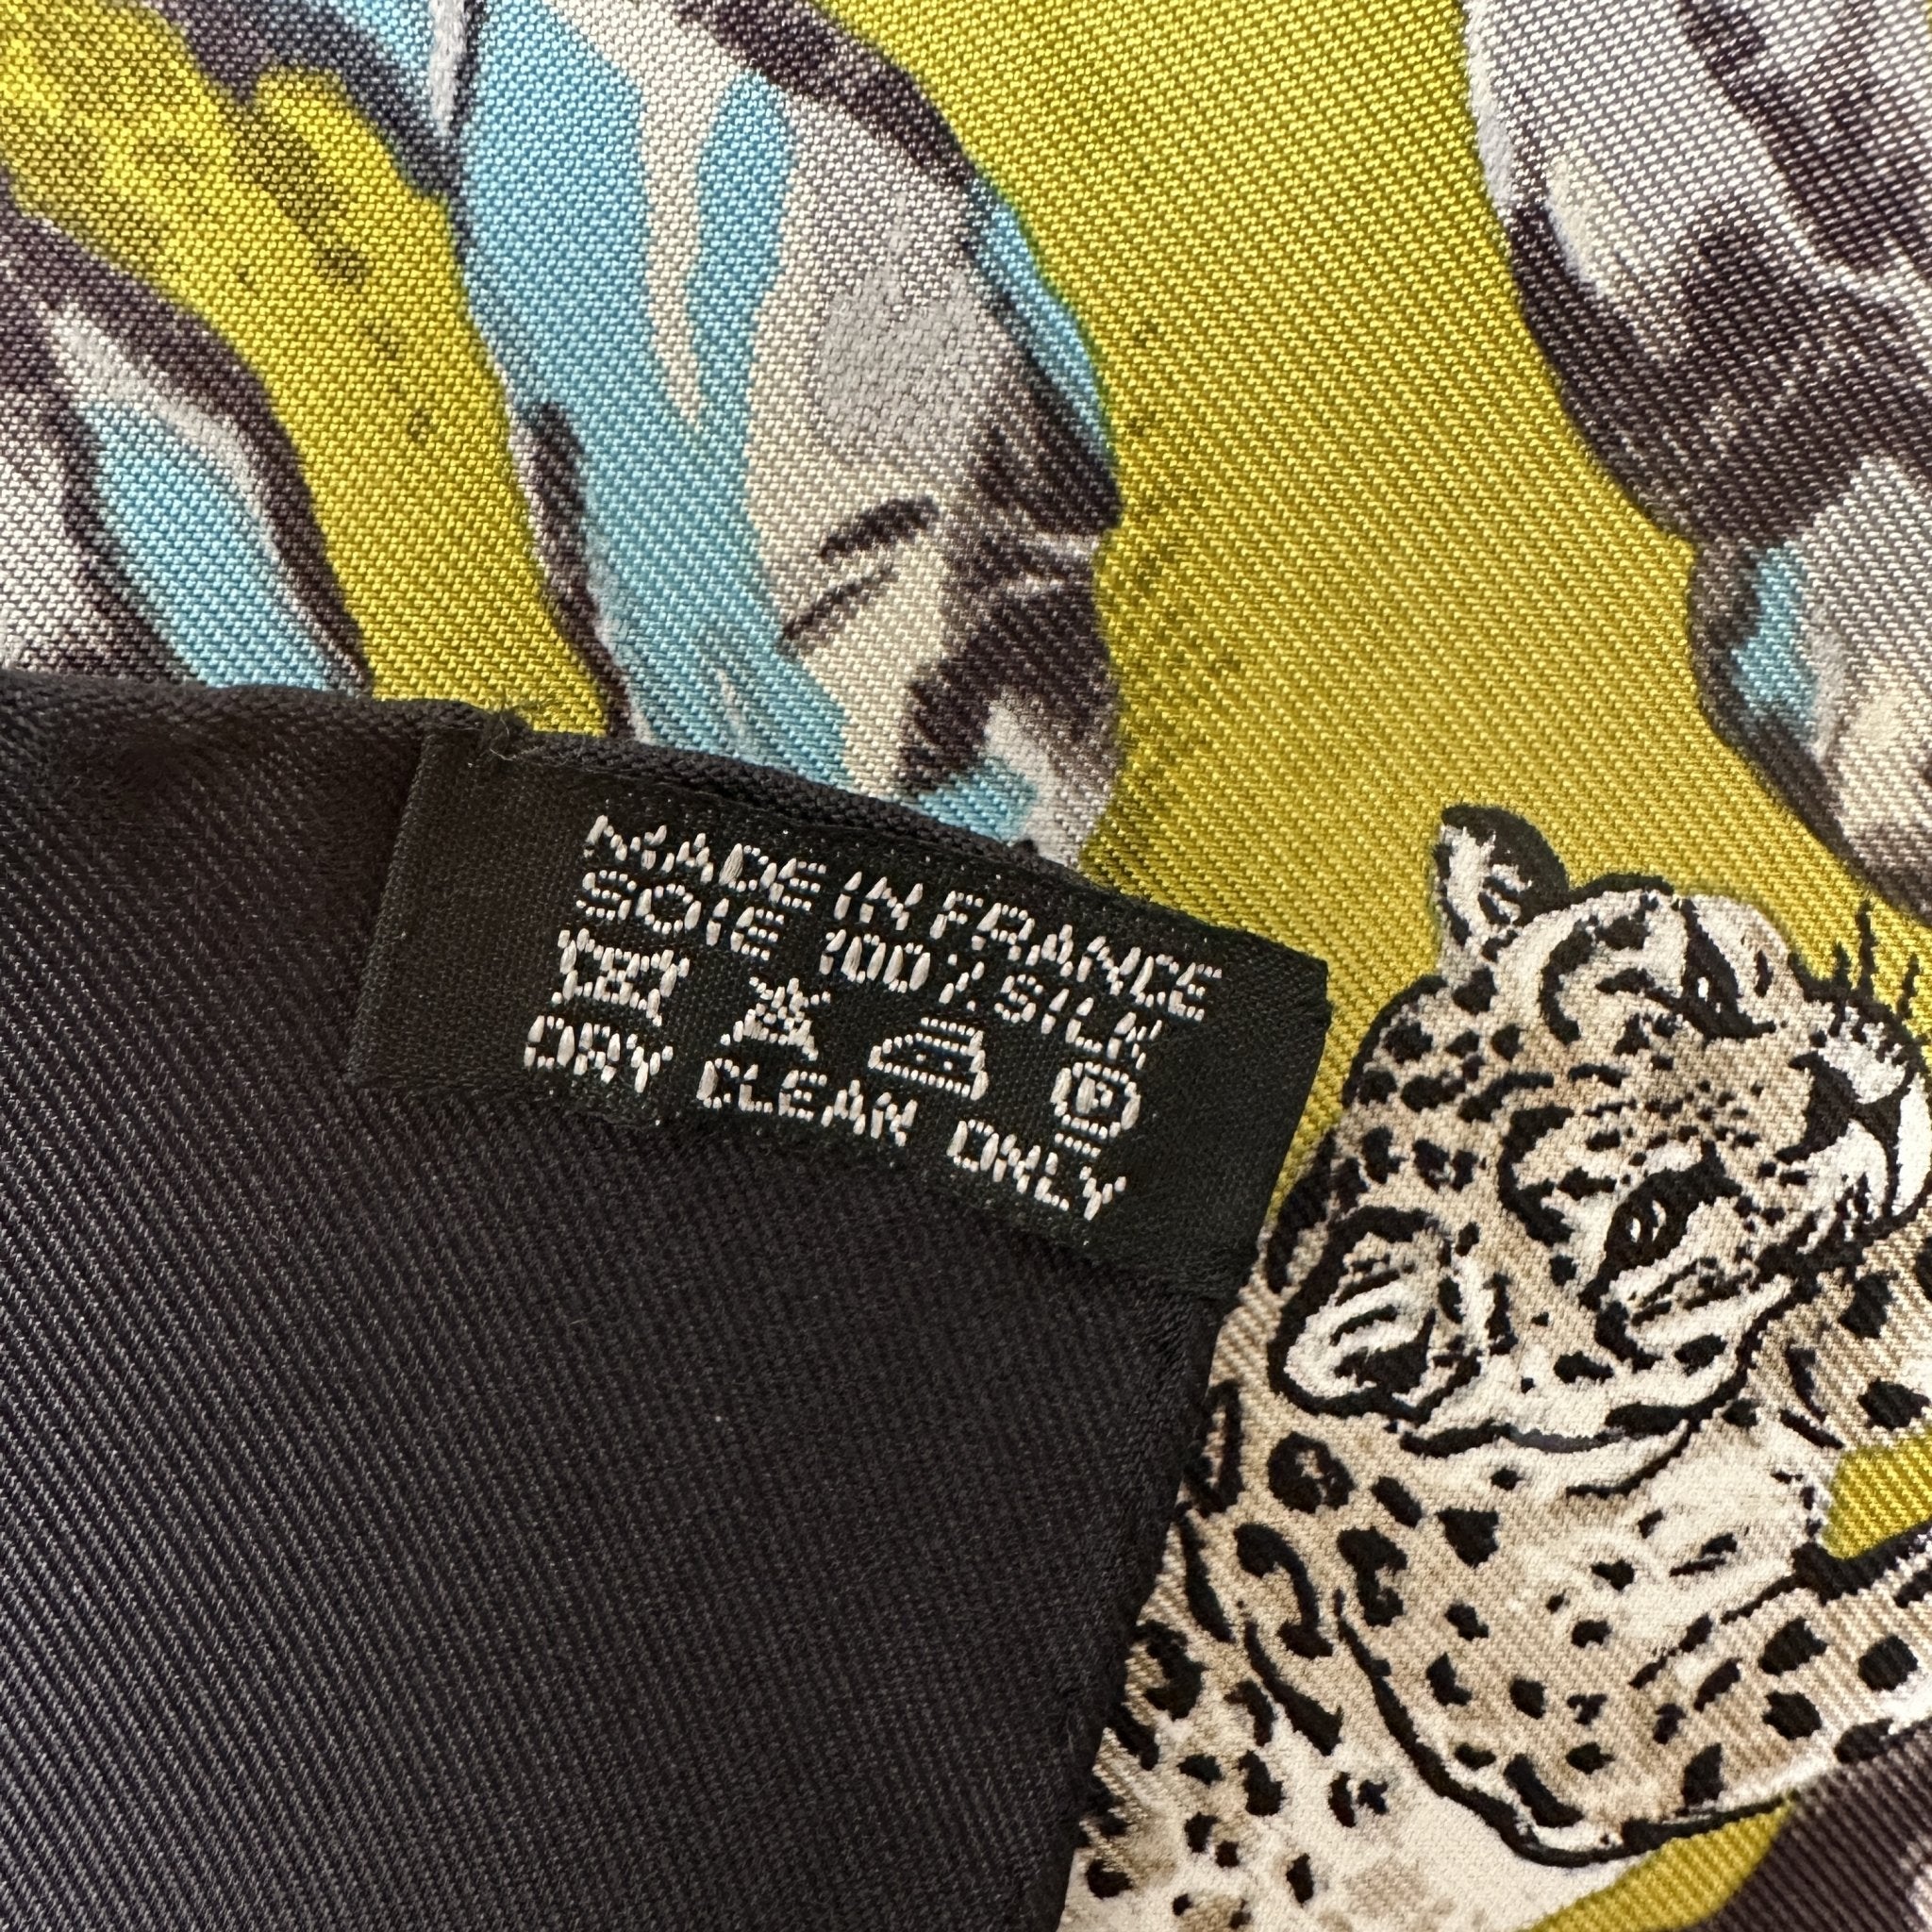 MADE IN FRANCE
SOIE 100% SILK
P
DRY CLEAN ONLY